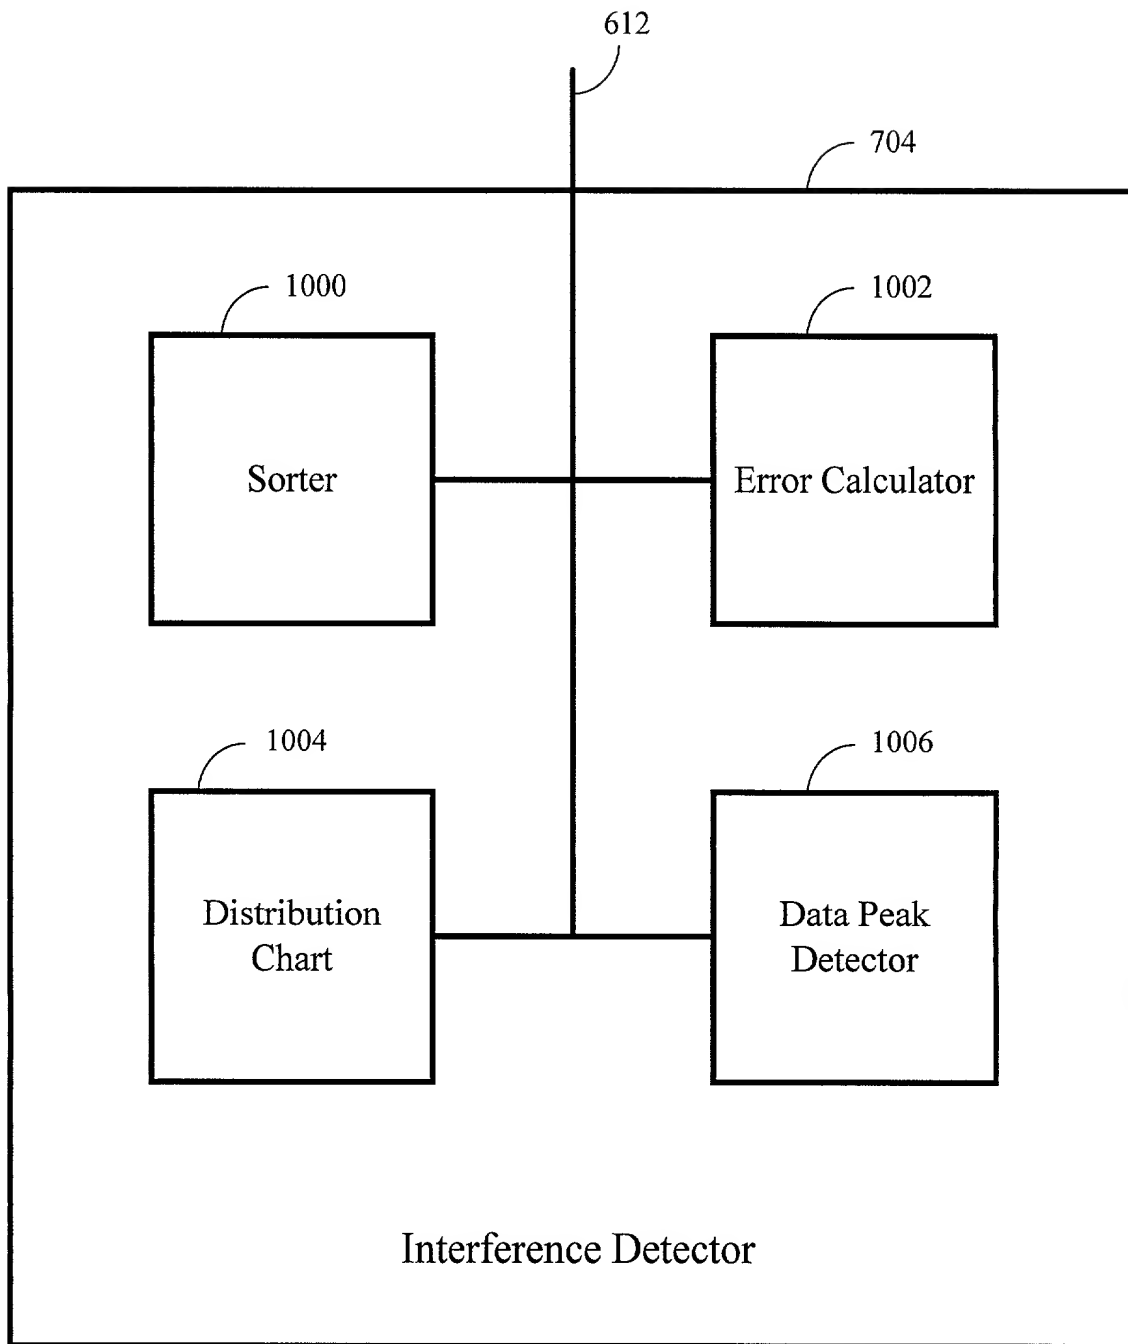 612
704
1000
1002
Sorter
Error Calculator
1004
1006
Distribution
Chart
Data Peak
Detector
Interference Detector